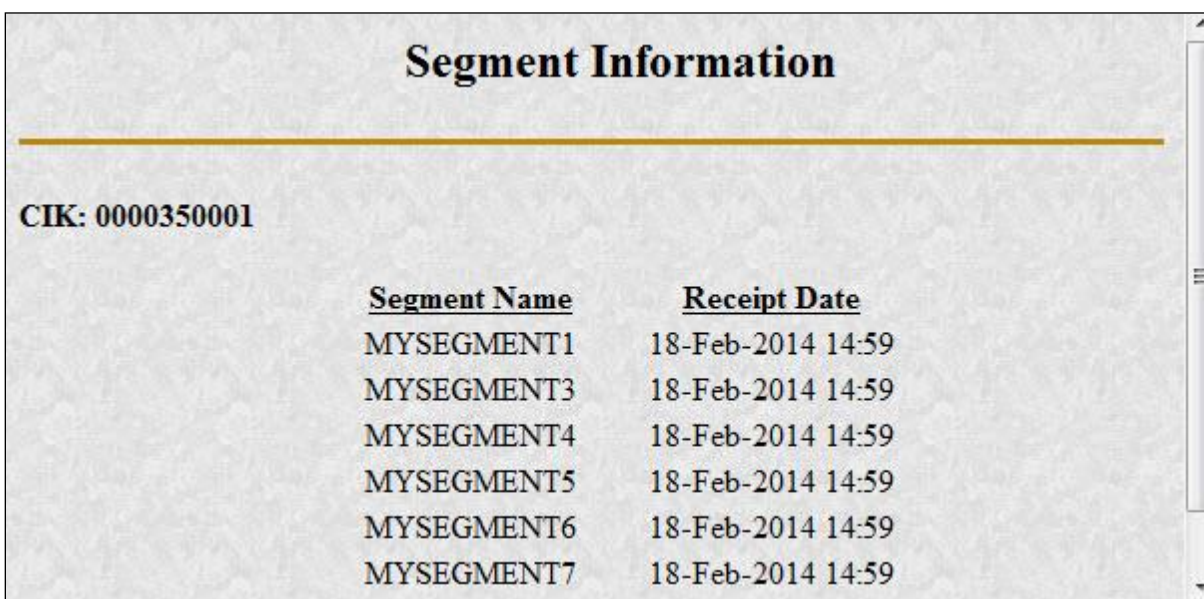 Segment Information
CIK: 0000350001
Segment Name Receipt Date
MYSEGMENT1 18-Feb-2014 14:59
MYSEGMENT3 18-Feb-2014 14:59
MYSEGMENT4 18-Feb-2014 14:59
MYSEGMENT5 18-Feb-2014 14:59
MYSEGMENT6 18-Feb-2014 14:59
MYSEGMENT7 18-Feb-2014 14:59